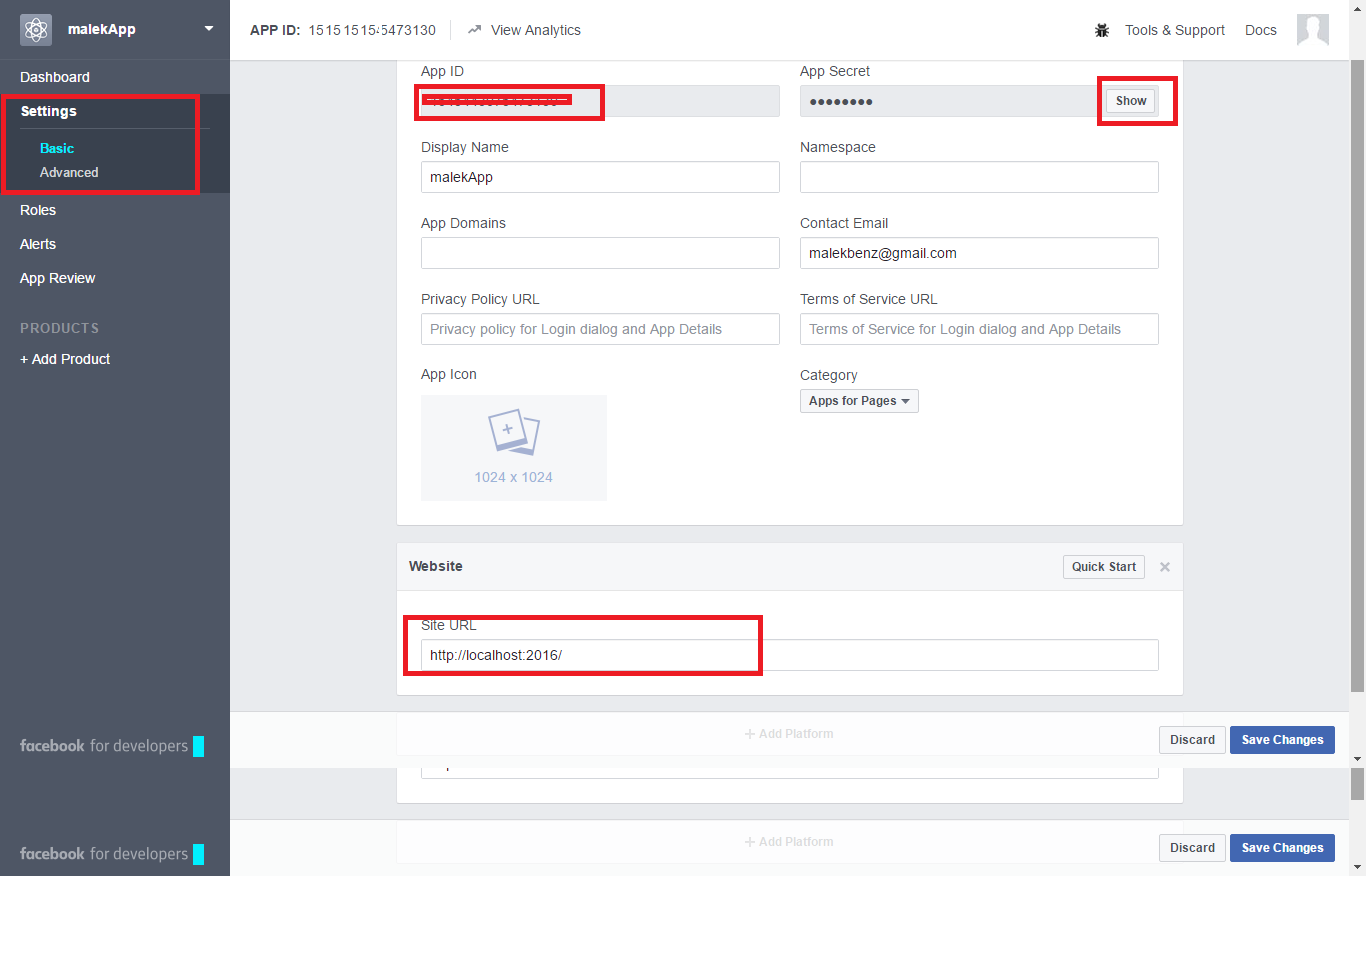 malekApp
APP ID: 151515154·5473130
View Analytics
Tools & Support
Docs
Dashboard
Settings
Basic
Advanced
Roles
Alerts
App Review
PRODUCTS
+ Add Product
App ID
App Secret
●●●●●●●●
Show
Display Name
Namespace
malekApp
App Domains
Contact Email
malekbenz@gmail.com
Privacy Policy URL
Terms of Service URL
Privacy policy for Login dialog and App Details
Terms of Service for Login dialog and App Details
App Icon
Category
Apps for Pages
1024 x 1024
Website
Quick Start
Site URL
http://localhost:2016/
+ Add Platform
Discard
Save Changes
facebook for developers
+ Add Platform
Discard
Save Changes
facebook for developers